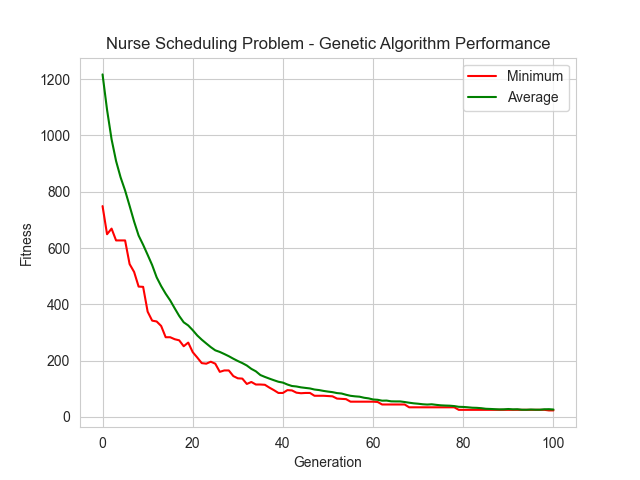 Nurse Scheduling Problem - Genetic Algorithm Performance
Minimum
Average
1200
1000
800
600
400
200
0
Fitness
0 20 40 60 80 100
Generation